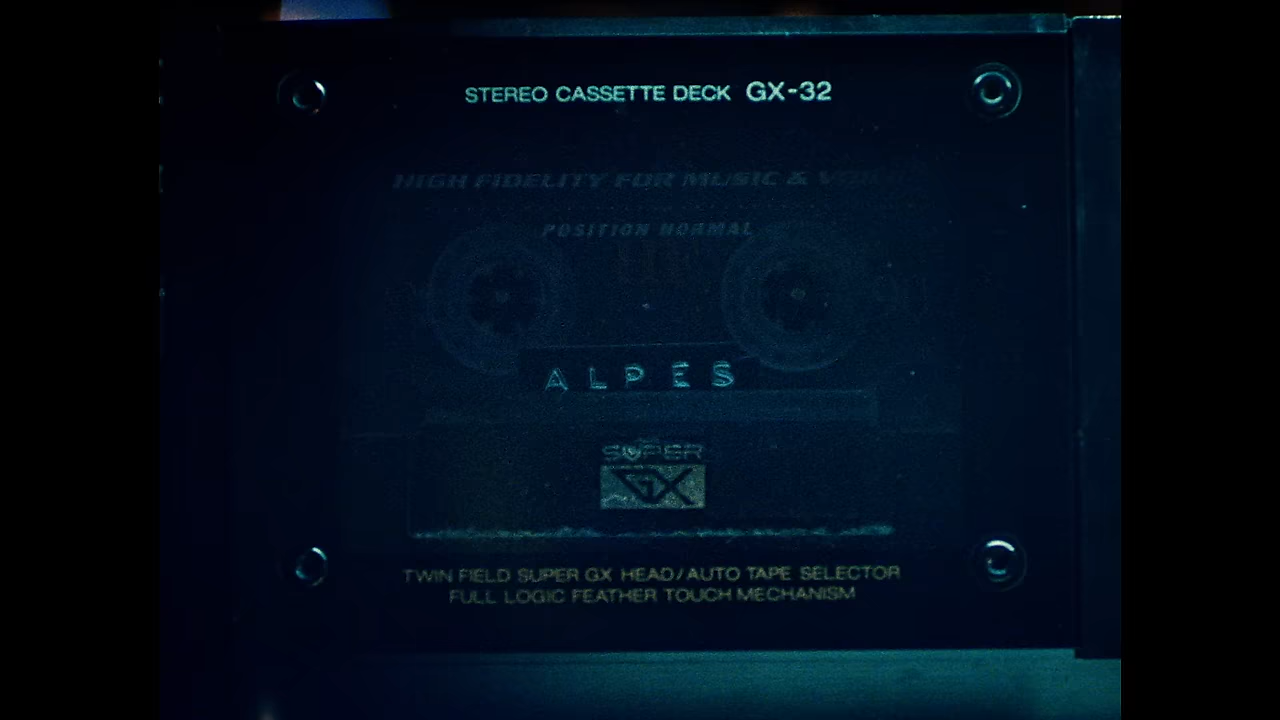 STEREO CASSETTE DECK GX-32
HIGH FIDELITY FOR MUSIC & VOICE
POSITION NORMAL
ALPES
SUPER
GX
TWIN FIELD SUPER GX HEAD/AUTO TAPE SELECTOR
FULL LOGIC FEATHER TOUCH MECHANISM